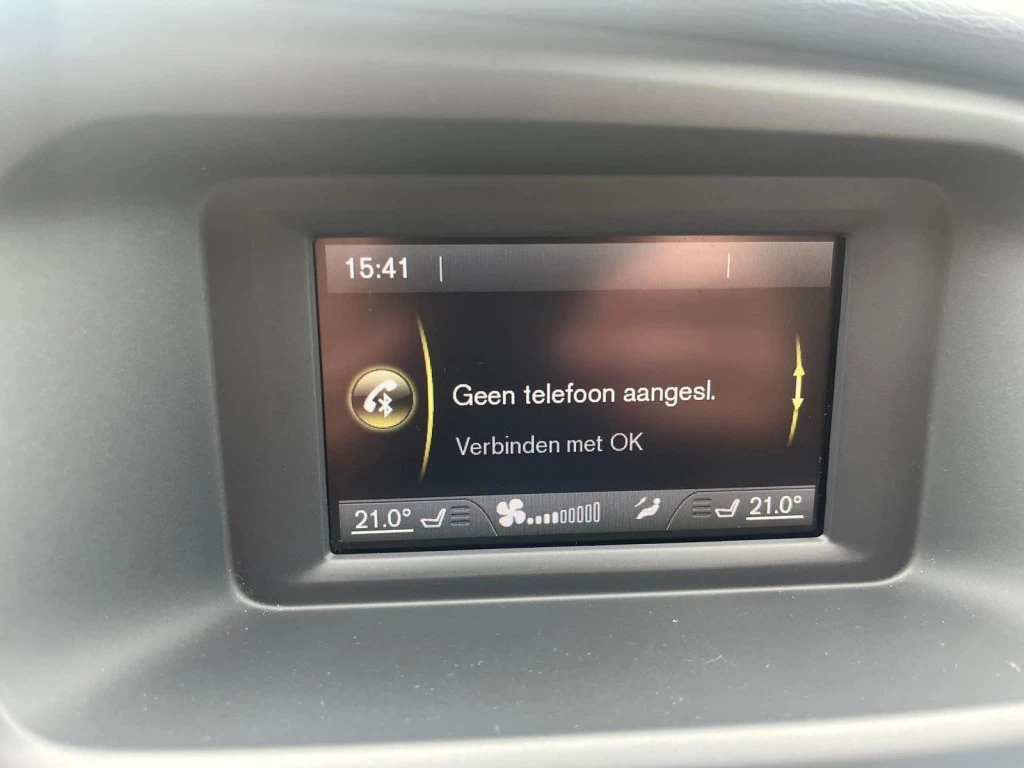 15:41
Geen telefoon aangesl.
Verbinden met OK
21.0° 21.0°